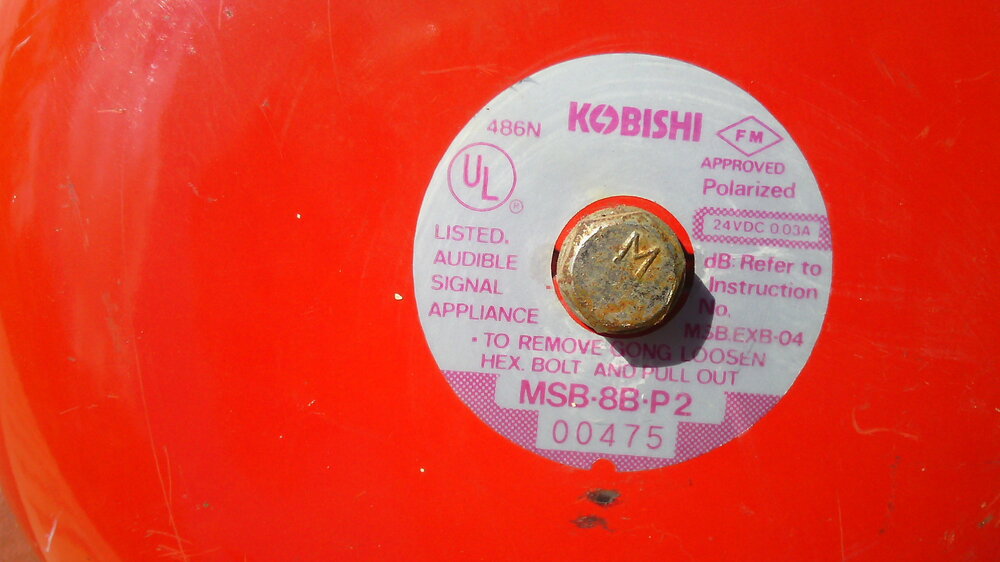 486N
KOBISHI
FM
APPROVED
Polarized
24VDC 0.03A
UL
®
LISTED.
AUDIBLE
SIGNAL
APPLIANCE
dB: Refer to
Instruction
No.
MSB.EXB-04
M
• TO REMOVE GONG LOOSEN
HEX. BOLT AND PULL OUT
MSB·8B·P2
00475